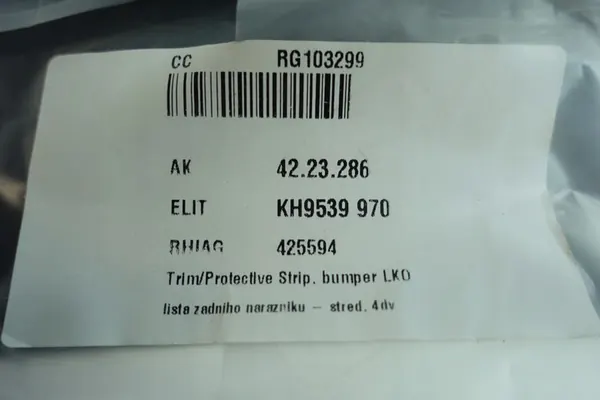 CC RG103299
AK 42.23.286
ELIT KH9539 970
RHIAG 425594
Trim/Protective Strip, bumper LKQ
lista zadniho narazniku – stred, 4dv